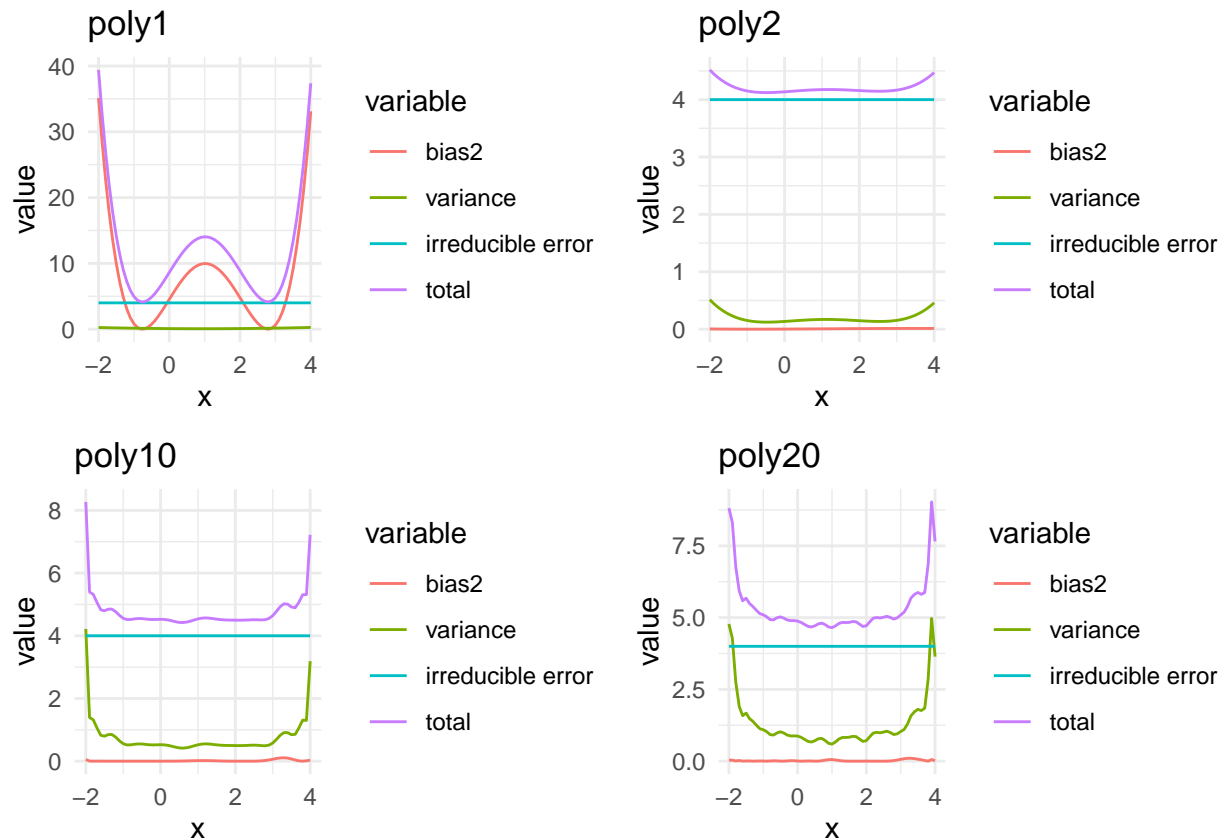 poly1
value
40
30
20
10
0
−2
0
2
4
x
variable
bias2
variance
irreducible error
total
poly2
value
4
3
2
1
0
−2
0
2
4
x
variable
bias2
variance
irreducible error
total
poly10
value
8
6
4
2
0
−2
0
2
4
x
variable
bias2
variance
irreducible error
total
poly20
value
7.5
5.0
2.5
0.0
−2
0
2
4
x
variable
bias2
variance
irreducible error
total